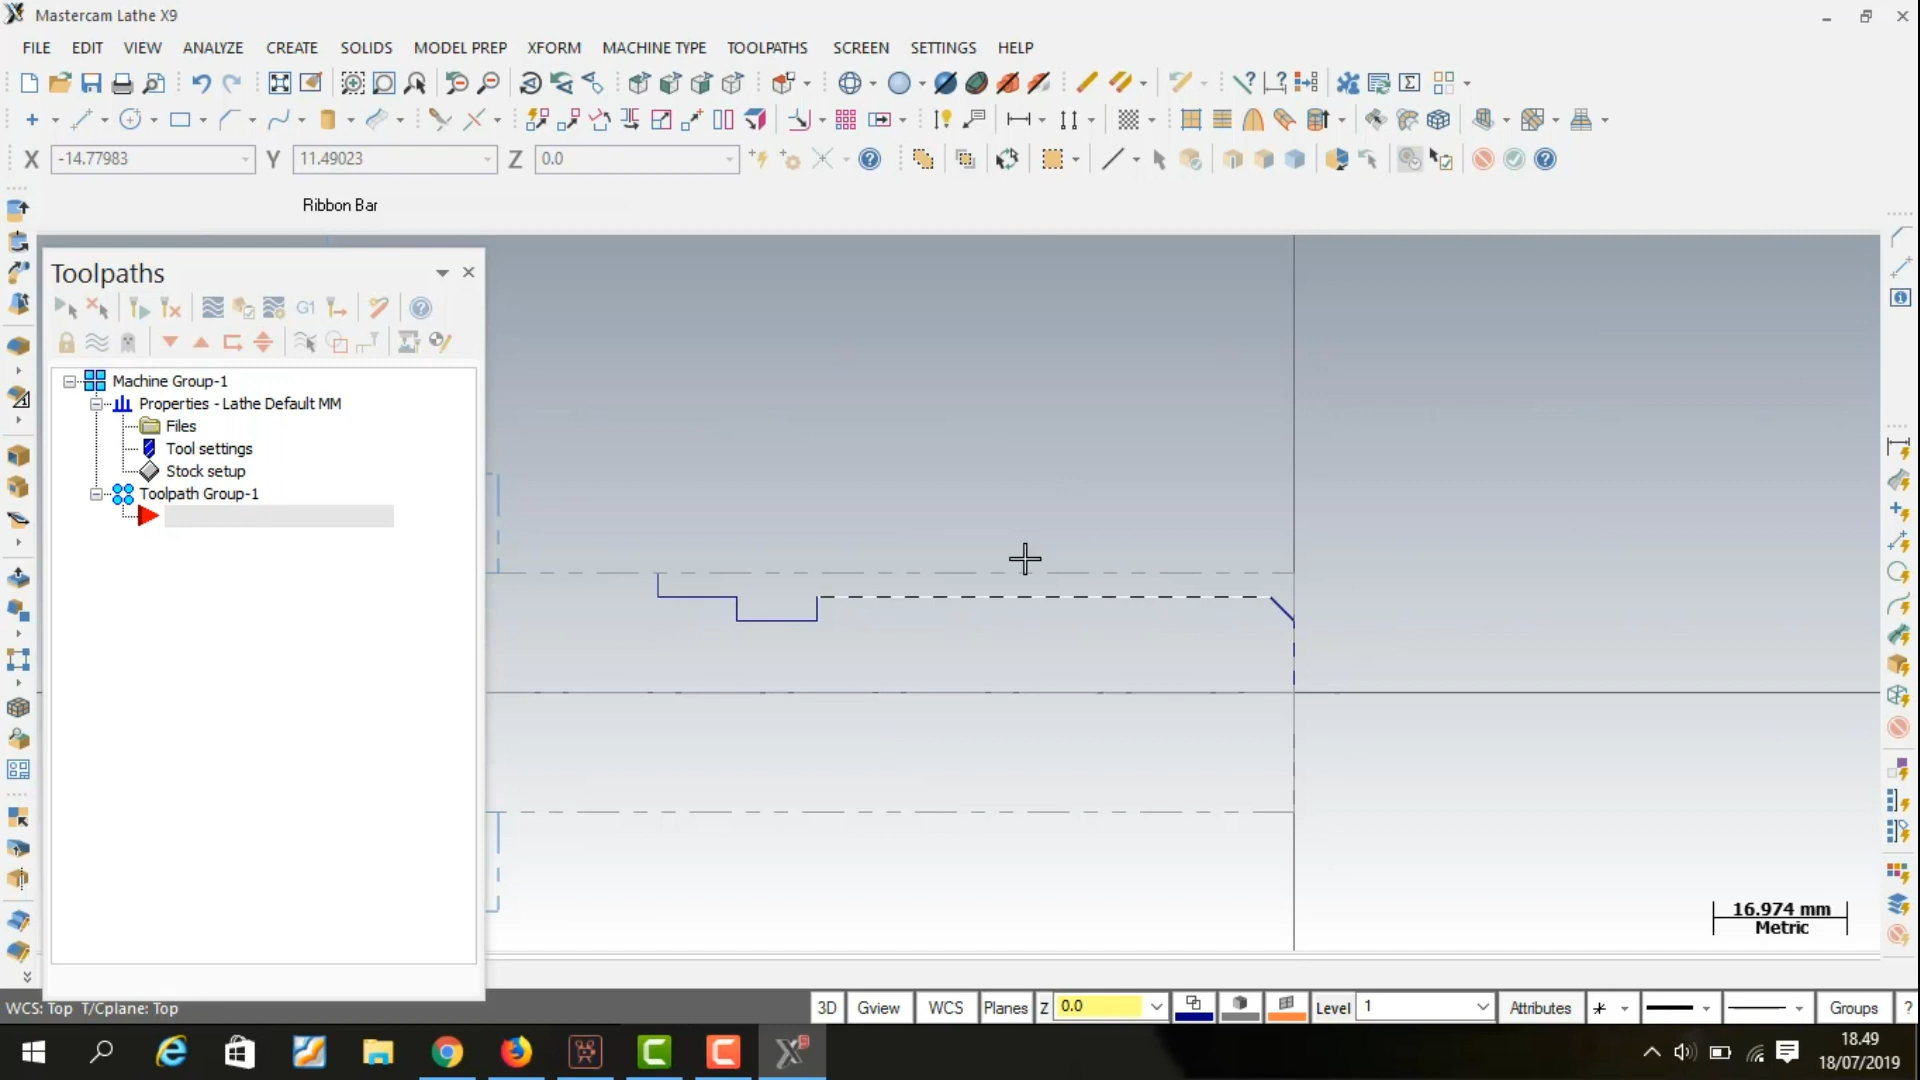 Mastercam Lathe X9
FILE EDIT VIEW ANALYZE CREATE SOLIDS MODEL PREP XFORM MACHINE TYPE TOOLPATHS SCREEN SETTINGS HELP
X -14.77983 Y 11.49023 Z 0.0
Ribbon Bar
Toolpaths
G1
Machine Group-1
Properties - Lathe Default MM
Files
Tool settings
Stock setup
Toolpath Group-1
16.974 mm
Metric
WCS: Top T/Cplane: Top
3D Gview WCS Planes Z 0.0 Level 1 Attributes Groups ?
18.49
18/07/2019